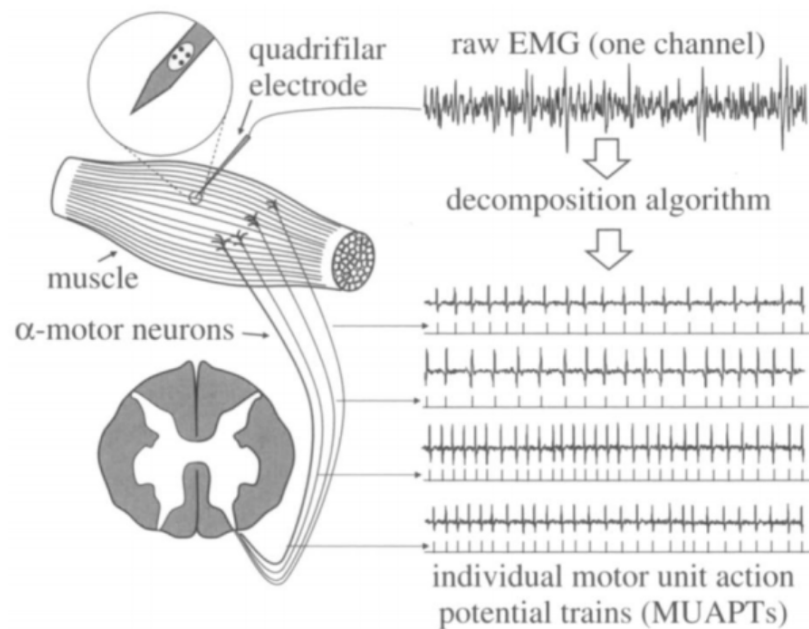 quadrifilar
electrode
raw EMG (one channel)
decomposition algorithm
muscle
α-motor neurons
individual motor unit action
potential trains (MUAPTs)